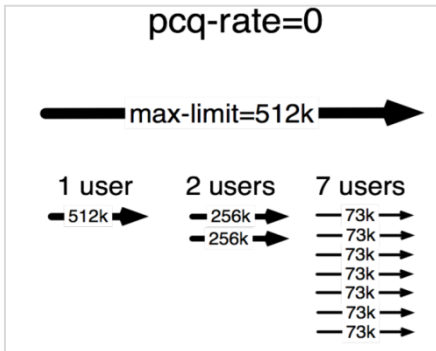 pcq-rate=0
max-limit=512k
1 user
2 users
7 users
512k
256k
256k
73k
73k
73k
73k
73k
73k
73k